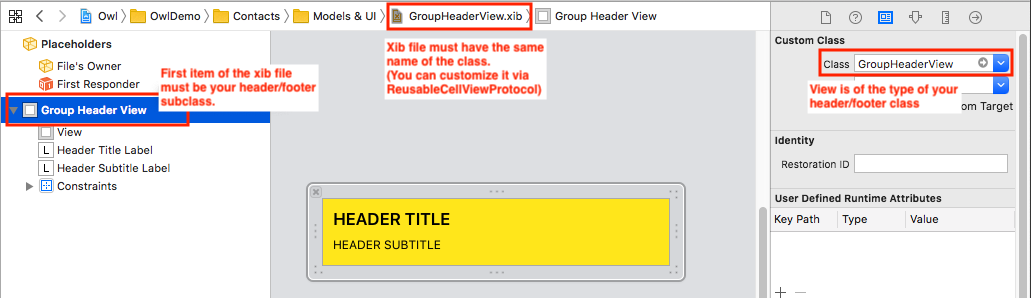 Owl OwlDemo Contacts Models & UI GroupHeaderView.xib Group Header View
Placeholders
File's Owner
First Responder
Group Header View
View
Header Title Label
Header Subtitle Label
Constraints
First item of the xib file
must be your header/footer
subclass.
Xib file must have the same
name of the class.
(You can customize it via
ReusableCellViewProtocol)
HEADER TITLE
HEADER SUBTITLE
Custom Class
Class GroupHeaderView
View is of the type of your
header/footer class
om Target
Identity
Restoration ID
User Defined Runtime Attributes
Key Path Type Value